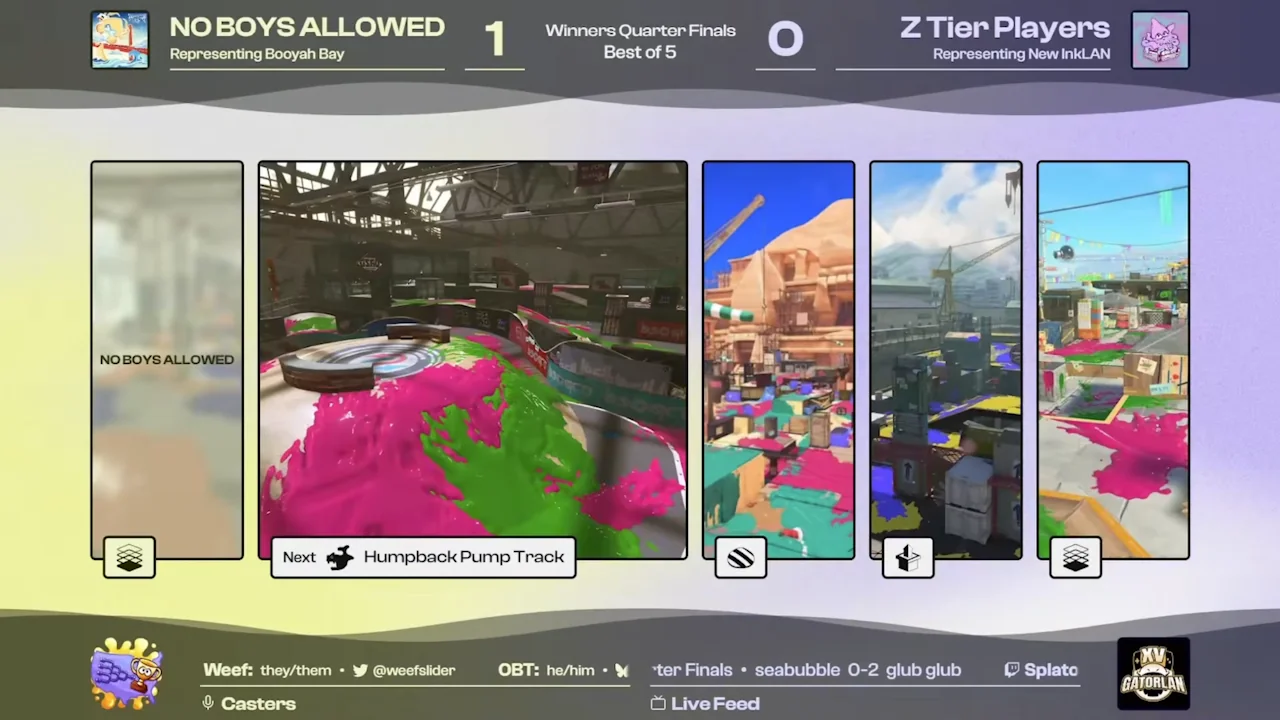 NO BOYS ALLOWED
Representing Booyah Bay
1
Winners Quarter Finals
Best of 5
0
Z Tier Players
Representing New InkLAN
NO BOYS ALLOWED
Next Humpback Pump Track
Weef: they/them • @weefslider OBT: he/him •
Casters
ter Finals • seabubble 0-2 glub glub Splato
Live Feed
XV
GATORLAN